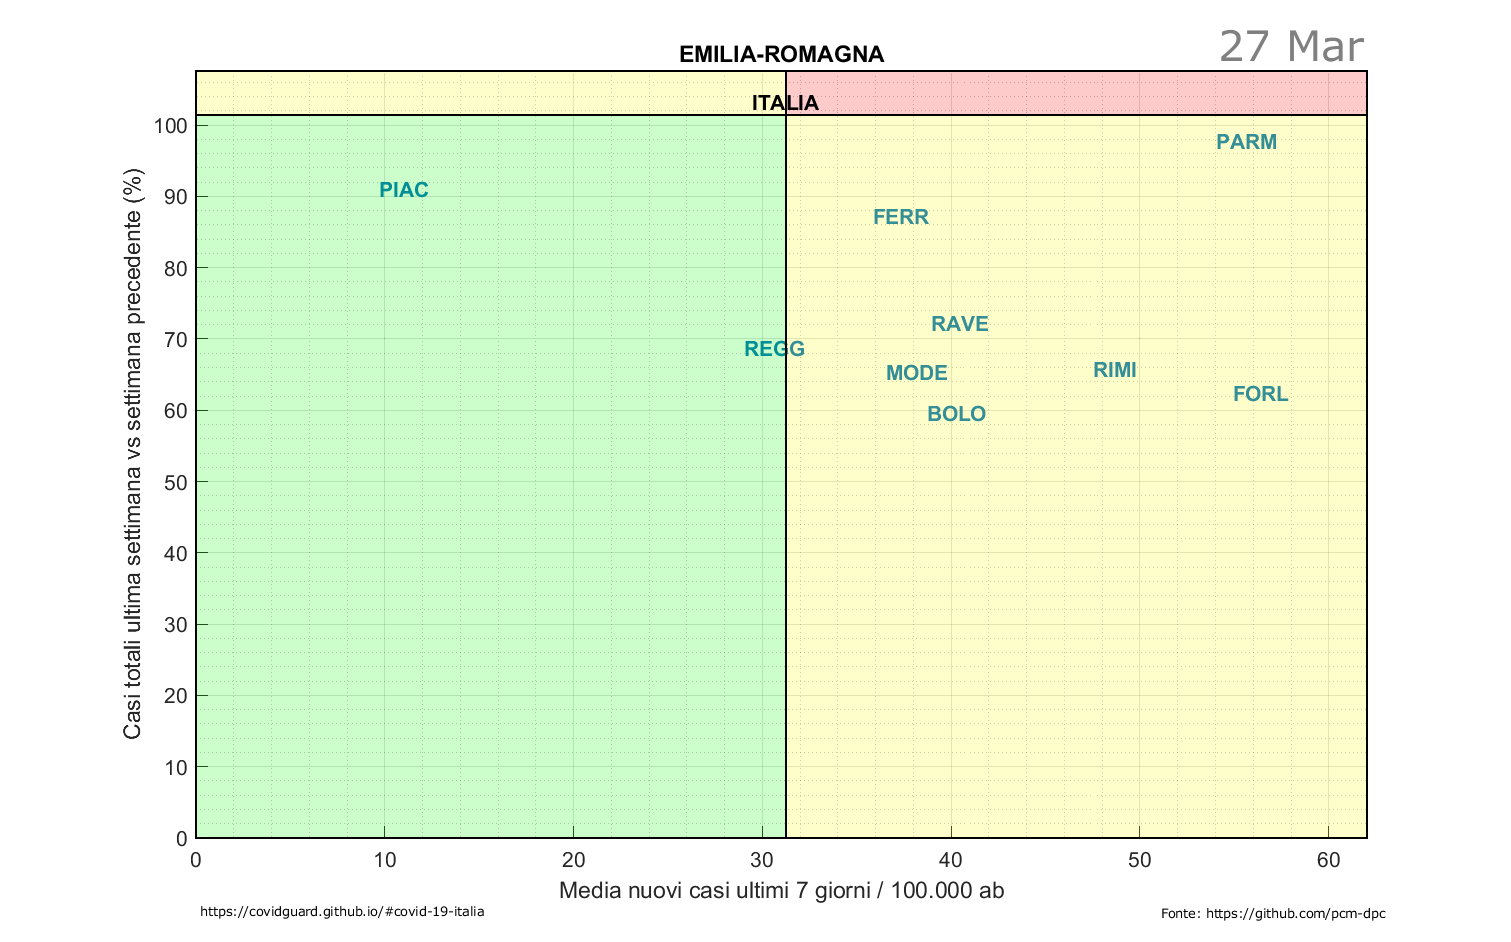 27 Mar
EMILIA-ROMAGNA
ITALIA
100
PARM
90
PIAC
FERR
80
RAVE
70
REGG
MODE
RIMI
FORL
60
BOLO
50
40
30
20
10
0
Casi totali ultima settimana vs settimana precedente (%)
0 10 20 30 40 50 60
Media nuovi casi ultimi 7 giorni / 100.000 ab
https://covidguard.github.io/#covid-19-italia
Fonte: https://github.com/pcm-dpc